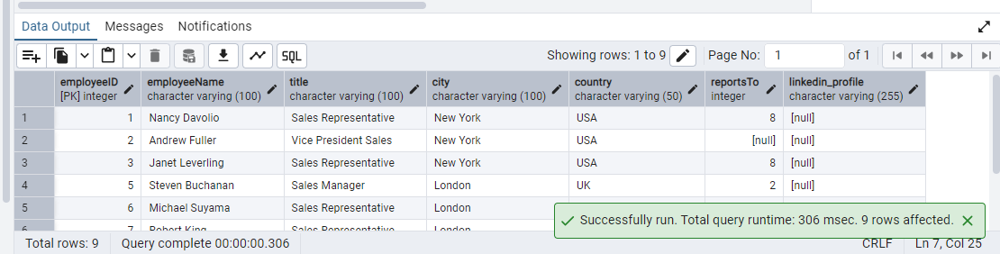 Data Output Messages Notifications
SQL Showing rows: 1 to 9 Page No: 1 of 1
employeeID employeeName title city country reportsTo linkedin_profile
[PK] integer character varying (100) character varying (100) character varying (100) character varying (50) integer character varying (255)
1 1 Nancy Davolio Sales Representative New York USA 8 [null]
2 2 Andrew Fuller Vice President Sales New York USA [null] [null]
3 3 Janet Leverling Sales Representative New York USA 8 [null]
4 5 Steven Buchanan Sales Manager London UK 2 [null]
5 6 Michael Suyama Sales Representative London
6 7 Robert King Sales Representative London
Successfully run. Total query runtime: 306 msec. 9 rows affected.
Total rows: 9 Query complete 00:00:00.306 CRLF Ln 7, Col 25